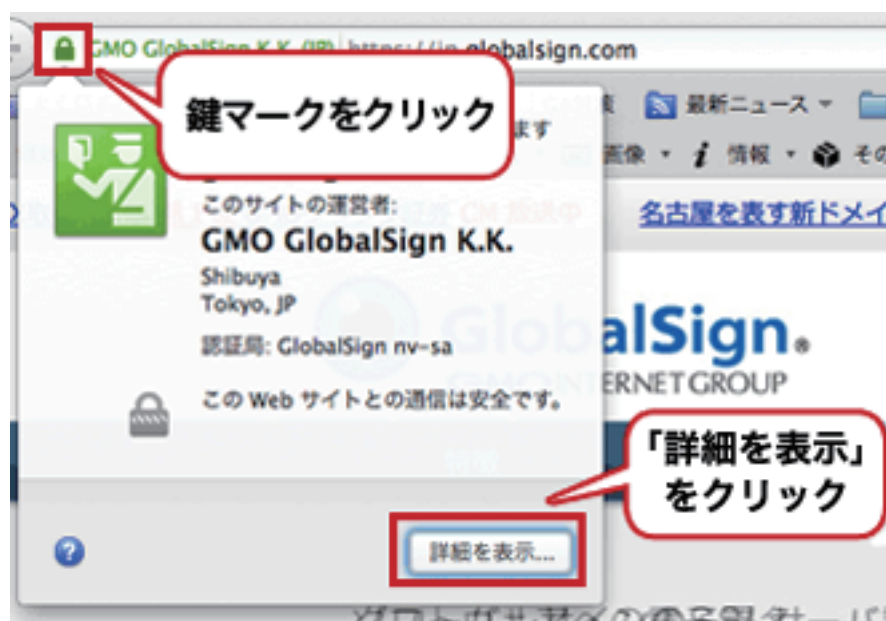 GMO GlobalSign K.K. (JP) https://jp.globalsign.com
鍵マークをクリック
ます
最新ニュース
画像
情報
その
このサイトの運営者:
GMO GlobalSign K.K.
Shibuya
Tokyo, JP
認証局: GlobalSign nv-sa
この Web サイトとの通信は安全です。
名古屋を表す新ドメイ
GlobalSign.
GMO INTERNET GROUP
「詳細を表示」
をクリック
詳細を表示...